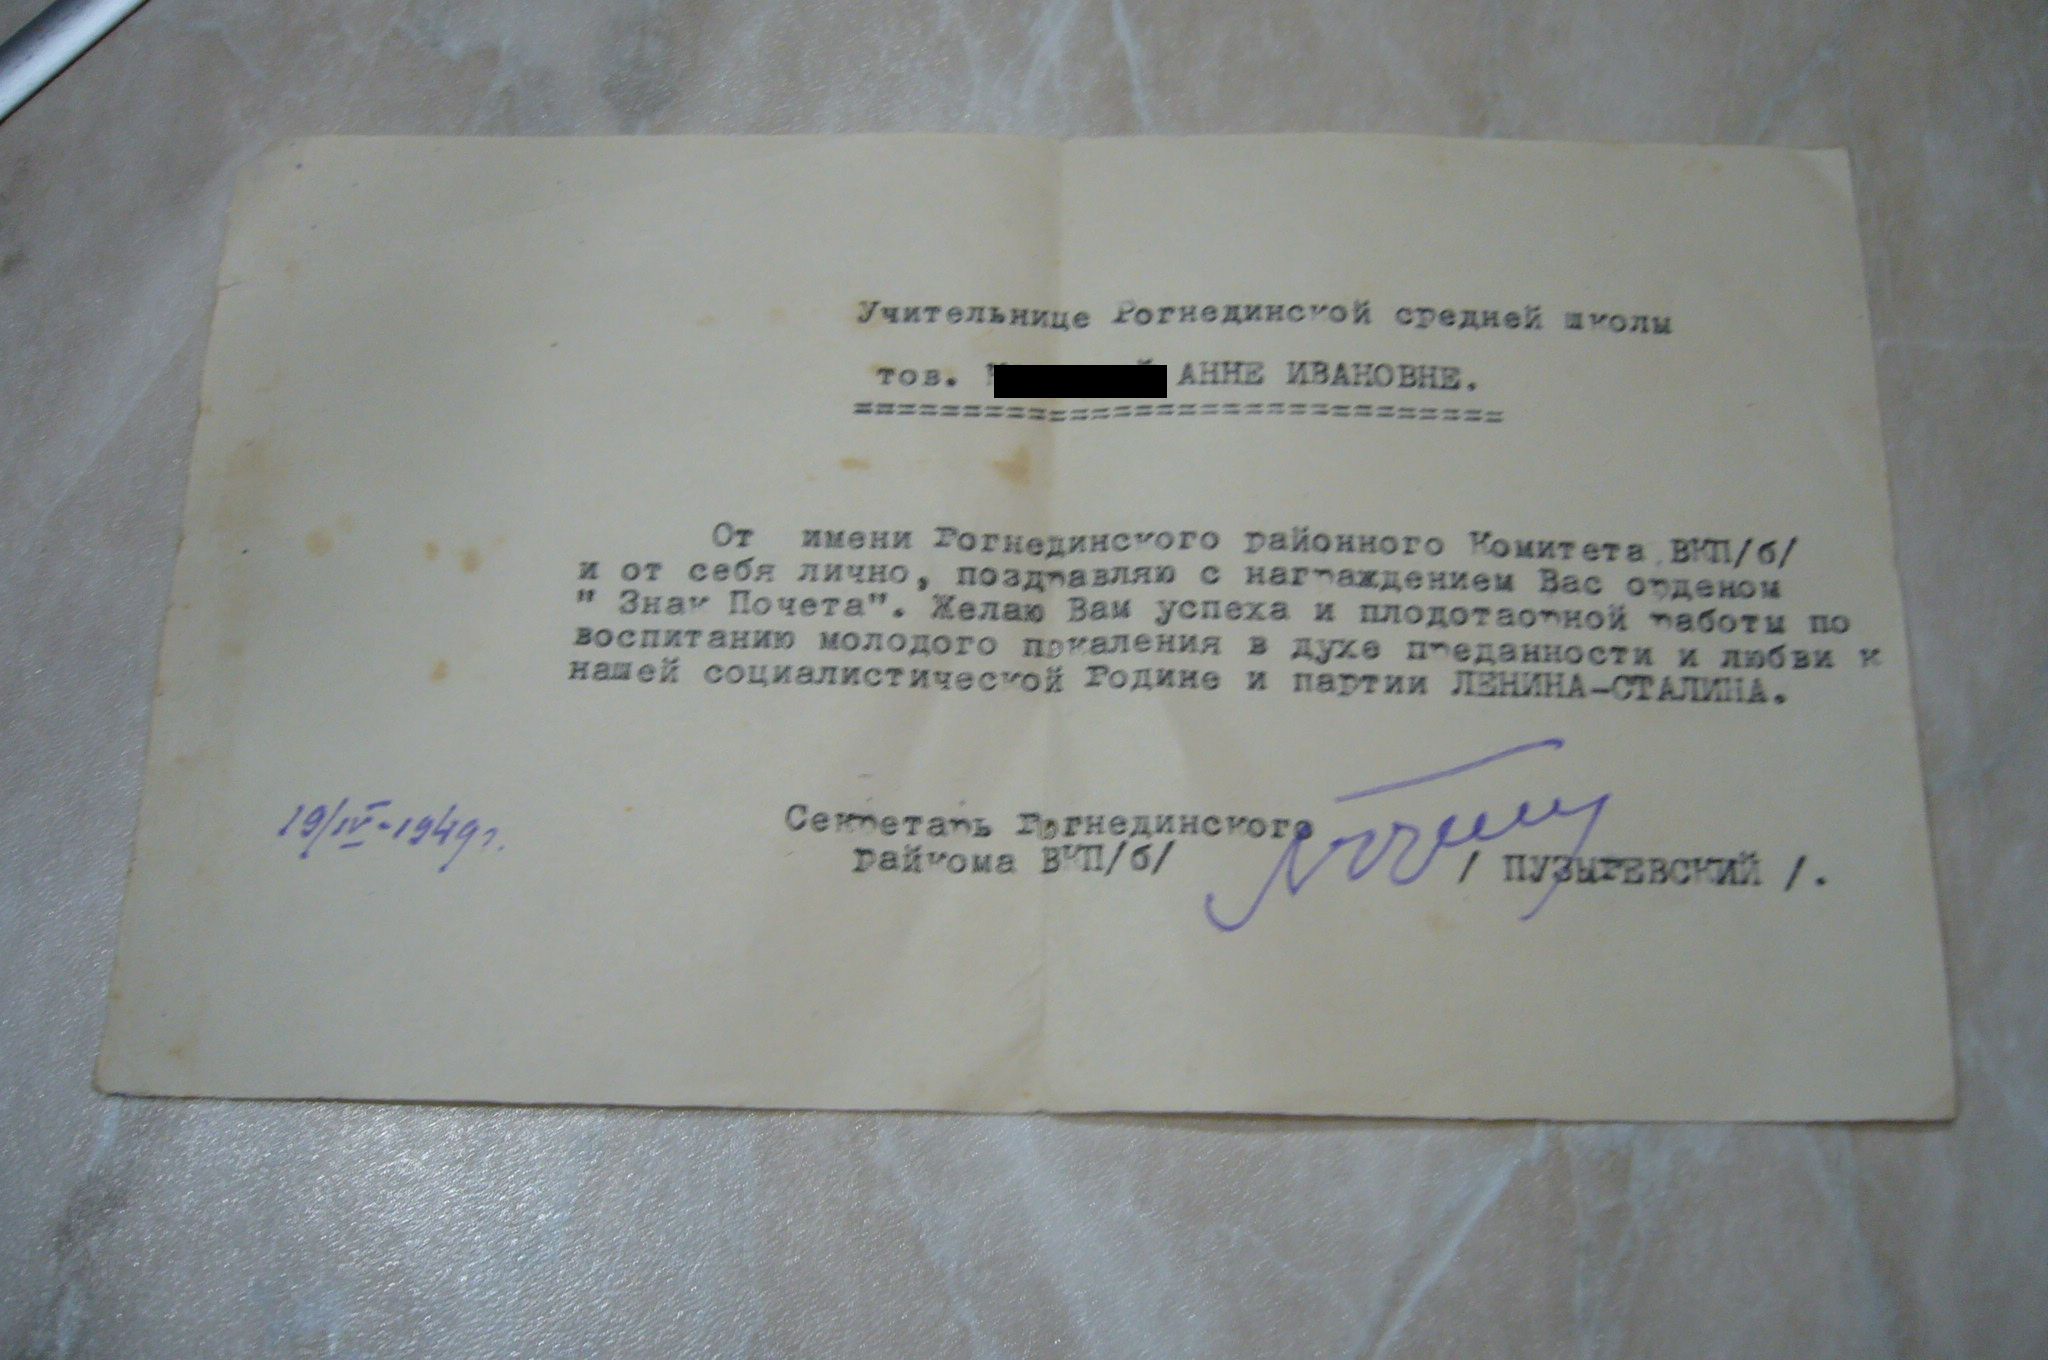 Учительнице Рогнединской средней школы
тов. АННЕ ИВАНОВНЕ.
==============================
От имени Рогнединского районного Комитета ВКП/б/
и от себя лично, поздравляю с награждением Вас орденом
" Знак Почета". Желаю Вам успеха и плодотаорной работы по
воспитанию молодого покаления в духе преданности и любви к
нашей социалистической Родине и партии ЛЕНИНА-СТАЛИНА.
19/IV-1949г.
Секретарь Рогнединского
райкома ВКП/б/ / ПУЗЫРЕВСКИЙ /.